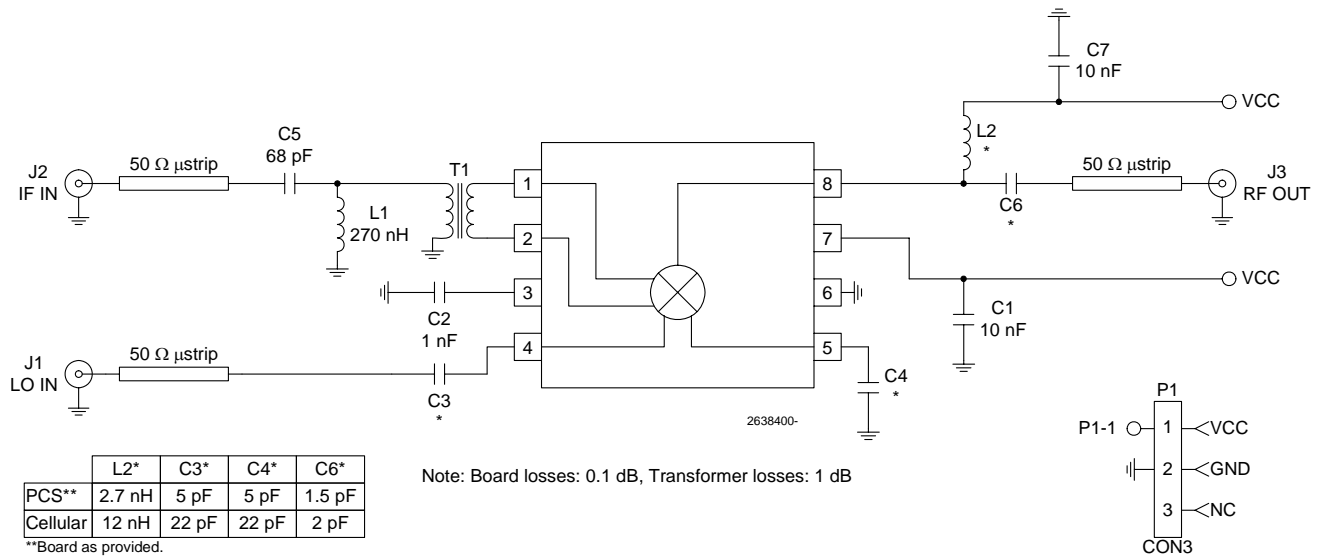 C7
10 nF
VCC
L2
*
C5
68 pF
J2
IF IN
50 Ω µstrip
T1
L1
270 nH
1
2
3
4
8
7
6
5
C6
*
50 Ω µstrip
J3
RF OUT
VCC
C1
10 nF
C2
1 nF
J1
LO IN
50 Ω µstrip
C3
*
C4
*
2638400-
P1
P1-1
1
VCC
2
GND
3
NC
CON3
L2* C3* C4* C6*
PCS** 2.7 nH 5 pF 5 pF 1.5 pF
Cellular 12 nH 22 pF 22 pF 2 pF
**Board as provided.
Note: Board losses: 0.1 dB, Transformer losses: 1 dB